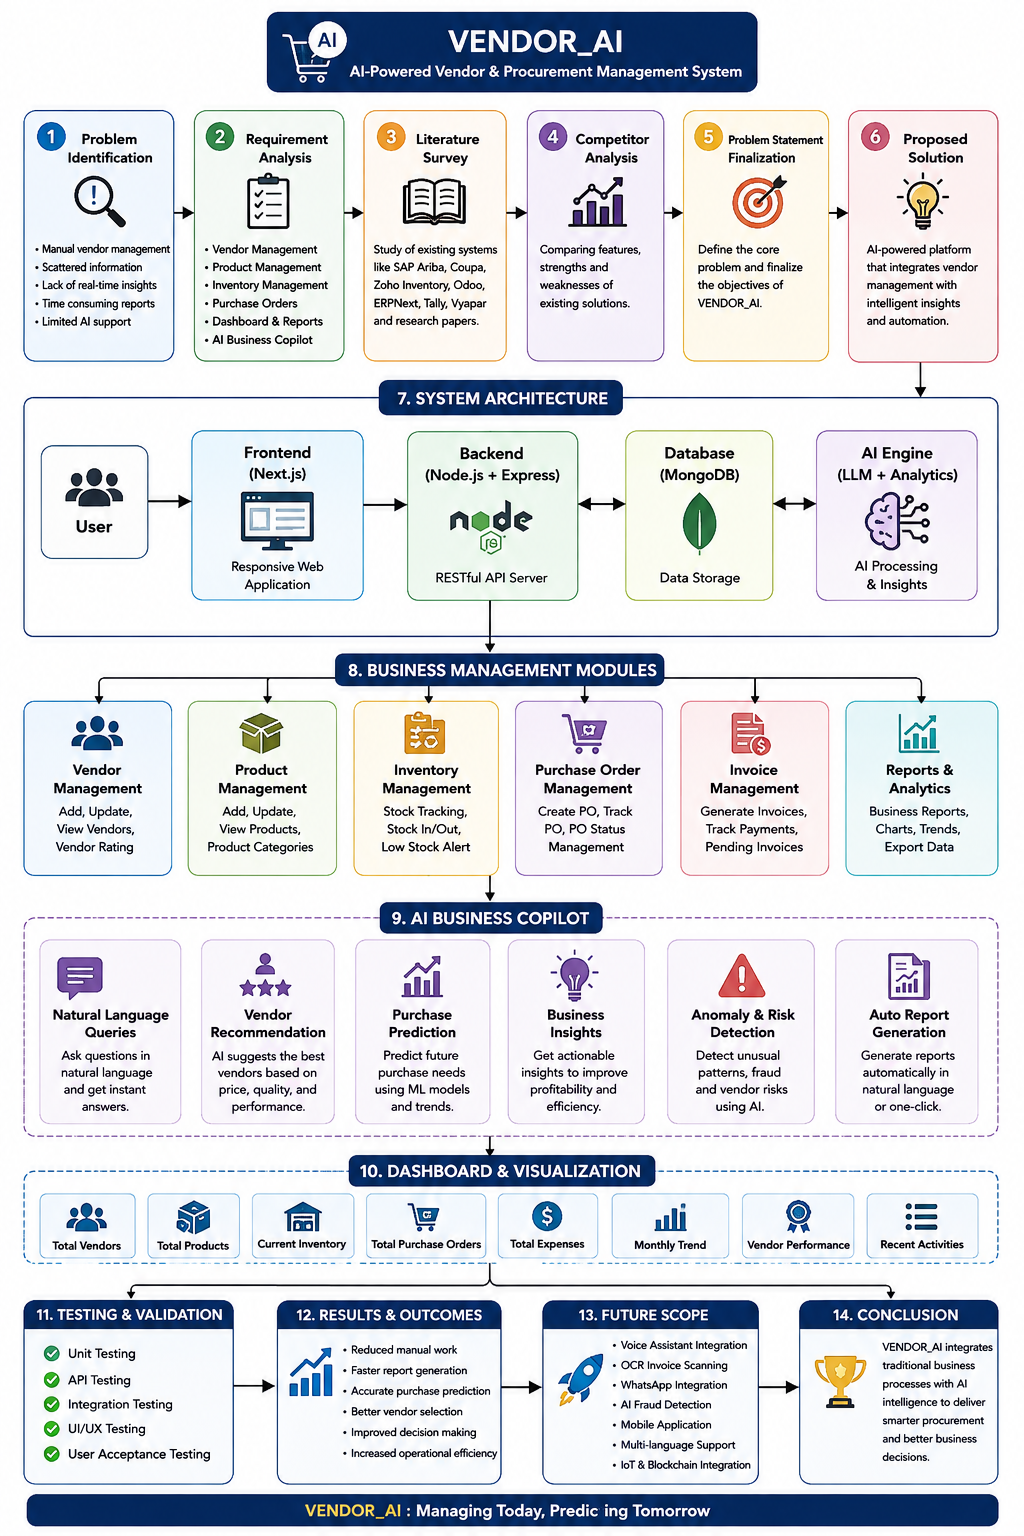 AI
VENDOR_AI
AI-Powered Vendor & Procurement Management System
1
Problem
Identification
• Manual vendor management
• Scattered information
• Lack of real-time insights
• Time consuming reports
• Limited AI support
2
Requirement
Analysis
• Vendor Management
• Product Management
• Inventory Management
• Purchase Orders
• Dashboard & Reports
• AI Business Copilot
3
Literature
Survey
Study of existing systems
like SAP Ariba, Coupa,
Zoho Inventory, Odoo,
ERPNext, Tally, Vyapar
and research papers.
4
Competitor
Analysis
Comparing features,
strengths and
weaknesses of
existing solutions.
5
Problem Statement
Finalization
Define the core
problem and finalize
the objectives of
VENDOR_AI.
6
Proposed
Solution
AI-powered platform
that integrates vendor
management with
intelligent insights
and automation.
7. SYSTEM ARCHITECTURE
User
Frontend
(Next.js)
Responsive Web
Application
Backend
(Node.js + Express)
node
RESTful API Server
Database
(MongoDB)
Data Storage
AI Engine
(LLM + Analytics)
AI Processing
& Insights
8. BUSINESS MANAGEMENT MODULES
Vendor
Management
Add, Update,
View Vendors,
Vendor Rating
Product
Management
Add, Update,
View Products,
Product Categories
Inventory
Management
Stock Tracking,
Stock In/Out,
Low Stock Alert
Purchase Order
Management
Create PO, Track
PO, PO Status
Management
$
Invoice
Management
Generate Invoices,
Track Payments,
Pending Invoices
Reports &
Analytics
Business Reports,
Charts, Trends,
Export Data
9. AI BUSINESS COPILOT
Natural Language
Queries
Ask questions in
natural language
and get instant
answers.
Vendor
Recommendation
AI suggests the best
vendors based on
price, quality, and
performance.
Purchase
Prediction
Predict future
purchase needs
using ML models
and trends.
Business
Insights
Get actionable
insights to improve
profitability and
efficiency.
Anomaly & Risk
Detection
Detect unusual
patterns, fraud
and vendor risks
using AI.
Auto Report
Generation
Generate reports
automatically in
natural language
or one-click.
10. DASHBOARD & VISUALIZATION
Total Vendors
Total Products
Current Inventory
Total Purchase Orders
$
Total Expenses
Monthly Trend
Vendor Performance
Recent Activities
11. TESTING & VALIDATION
Unit Testing
API Testing
Integration Testing
UI/UX Testing
User Acceptance Testing
12. RESULTS & OUTCOMES
• Reduced manual work
• Faster report generation
• Accurate purchase prediction
• Better vendor selection
• Improved decision making
• Increased operational efficiency
13. FUTURE SCOPE
• Voice Assistant Integration
• OCR Invoice Scanning
• WhatsApp Integration
• AI Fraud Detection
• Mobile Application
• Multi-language Support
• IoT & Blockchain Integration
14. CONCLUSION
VENDOR_AI integrates
traditional business
processes with AI
intelligence to deliver
smarter procurement
and better business
decisions.
VENDOR_AI : Managing Today, Predic ing Tomorrow